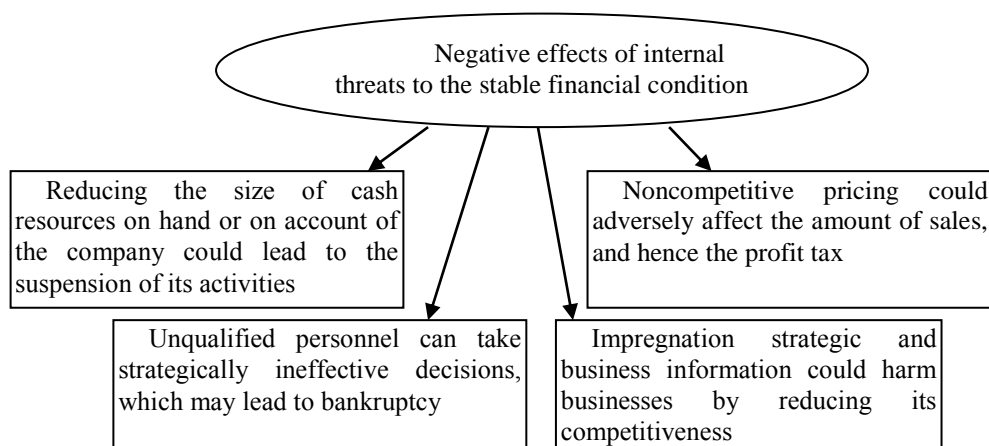 Negative effects of internal
threats to the stable financial condition
Reducing the size of cash
resources on hand or on account of
the company could lead to the
suspension of its activities
Noncompetitive pricing could
adversely affect the amount of sales,
and hence the profit tax
Unqualified personnel can take
strategically ineffective decisions,
which may lead to bankruptcy
Impregnation strategic and
business information could harm
businesses by reducing its
competitiveness